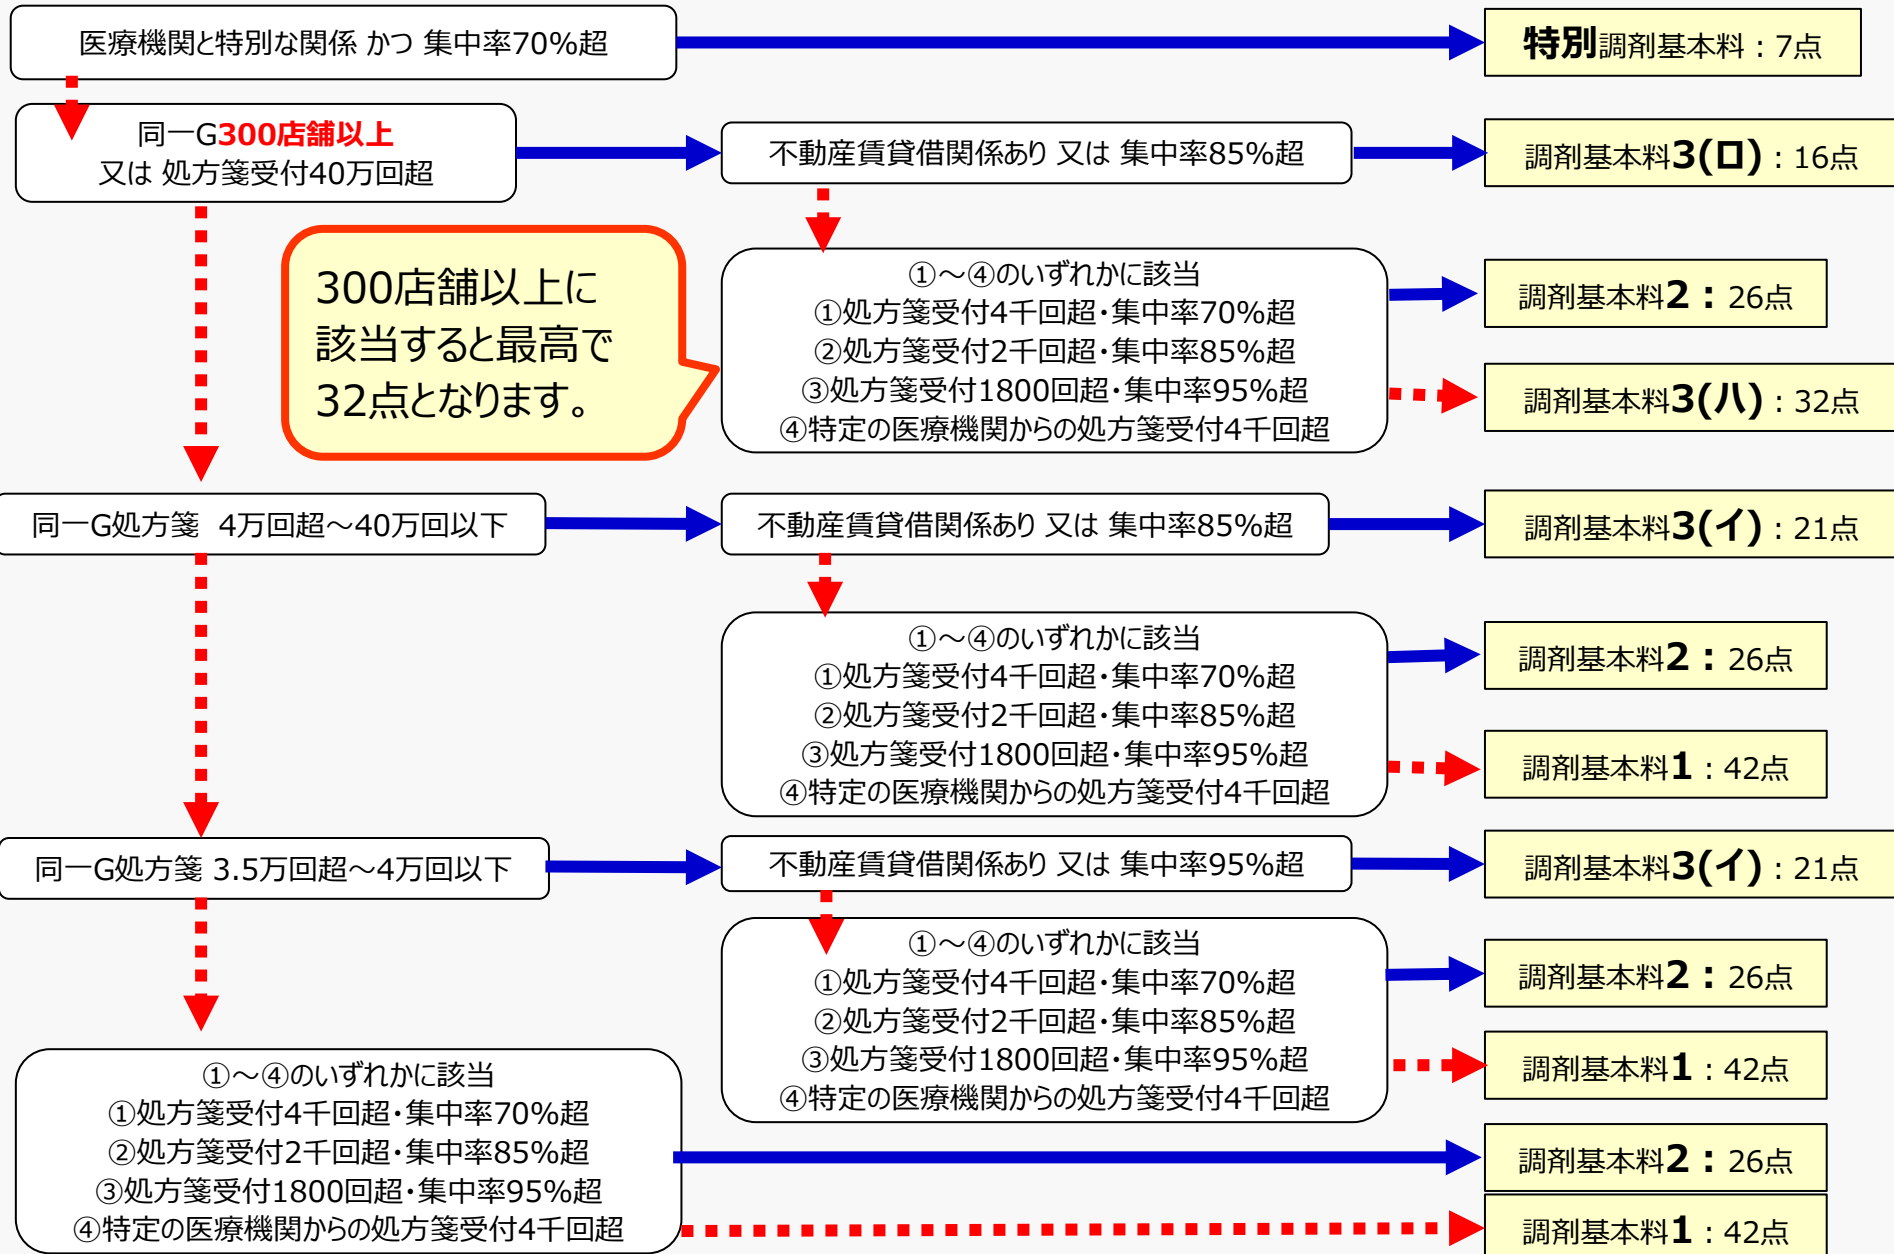 医療機関と特別な関係 かつ 集中率70%超
特別調剤基本料：7点
同一G300店舗以上
又は 処方箋受付40万回超
不動産賃貸借関係あり 又は 集中率85%超
調剤基本料3(ロ)：16点
300店舗以上に
該当すると最高で
32点となります。
①～④のいずれかに該当
①処方箋受付4千回超・集中率70%超
②処方箋受付2千回超・集中率85%超
③処方箋受付1800回超・集中率95%超
④特定の医療機関からの処方箋受付4千回超
調剤基本料2：26点
調剤基本料3(ハ)：32点
同一G処方箋 4万回超～40万回以下
不動産賃貸借関係あり 又は 集中率85%超
調剤基本料3(イ)：21点
①～④のいずれかに該当
①処方箋受付4千回超・集中率70%超
②処方箋受付2千回超・集中率85%超
③処方箋受付1800回超・集中率95%超
④特定の医療機関からの処方箋受付4千回超
調剤基本料2：26点
調剤基本料1：42点
同一G処方箋 3.5万回超～4万回以下
不動産賃貸借関係あり 又は 集中率95%超
調剤基本料3(イ)：21点
①～④のいずれかに該当
①処方箋受付4千回超・集中率70%超
②処方箋受付2千回超・集中率85%超
③処方箋受付1800回超・集中率95%超
④特定の医療機関からの処方箋受付4千回超
調剤基本料2：26点
調剤基本料1：42点
①～④のいずれかに該当
①処方箋受付4千回超・集中率70%超
②処方箋受付2千回超・集中率85%超
③処方箋受付1800回超・集中率95%超
④特定の医療機関からの処方箋受付4千回超
調剤基本料2：26点
調剤基本料1：42点